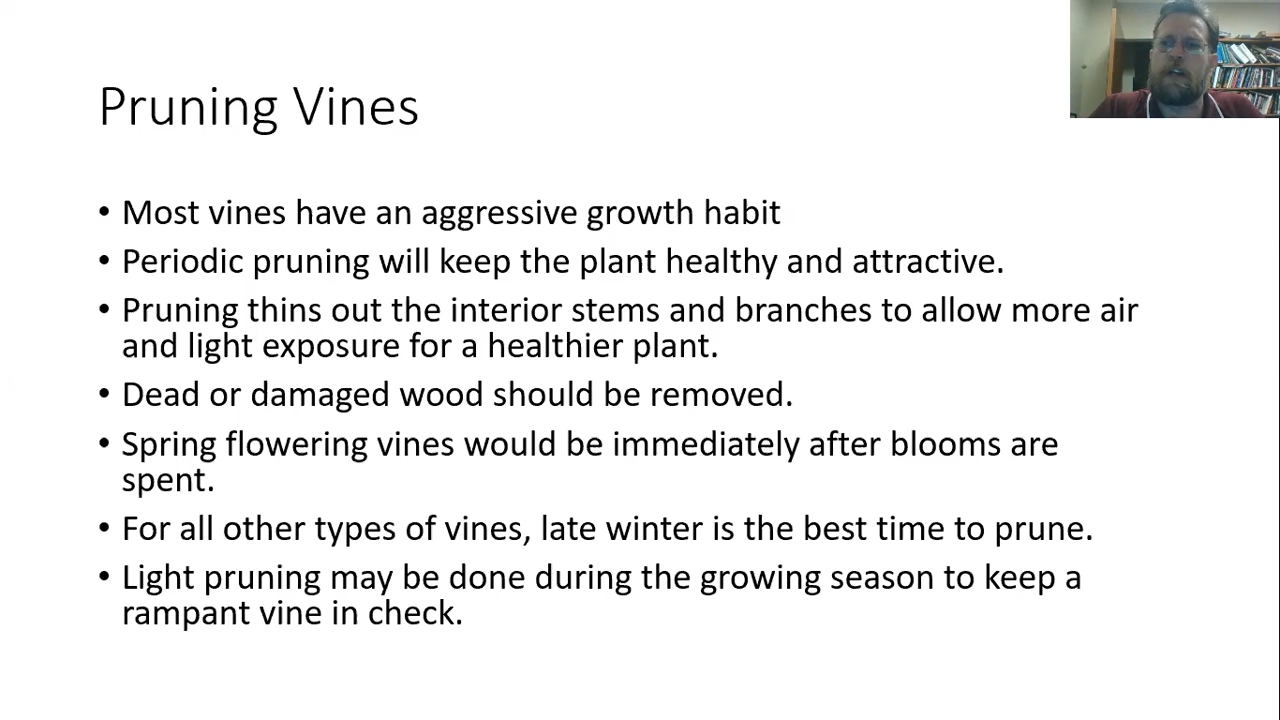 Pruning Vines
• Most vines have an aggressive growth habit
• Periodic pruning will keep the plant healthy and attractive.
• Pruning thins out the interior stems and branches to allow more air
and light exposure for a healthier plant.
• Dead or damaged wood should be removed.
• Spring flowering vines would be immediately after blooms are
spent.
• For all other types of vines, late winter is the best time to prune.
• Light pruning may be done during the growing season to keep a
rampant vine in check.